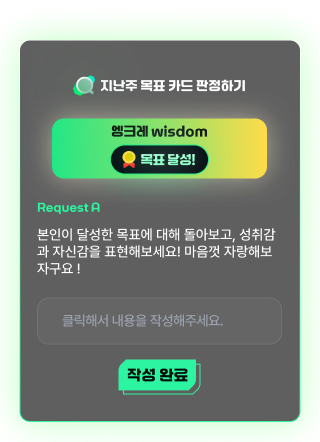 지난주 목표 카드 판정하기
엥크레 wisdom
목표 달성!
Request A
본인이 달성한 목표에 대해 돌아보고, 성취감
과 자신감을 표현해보세요! 마음껏 자랑해보
자구요 !
클릭해서 내용을 작성해주세요.
작성 완료